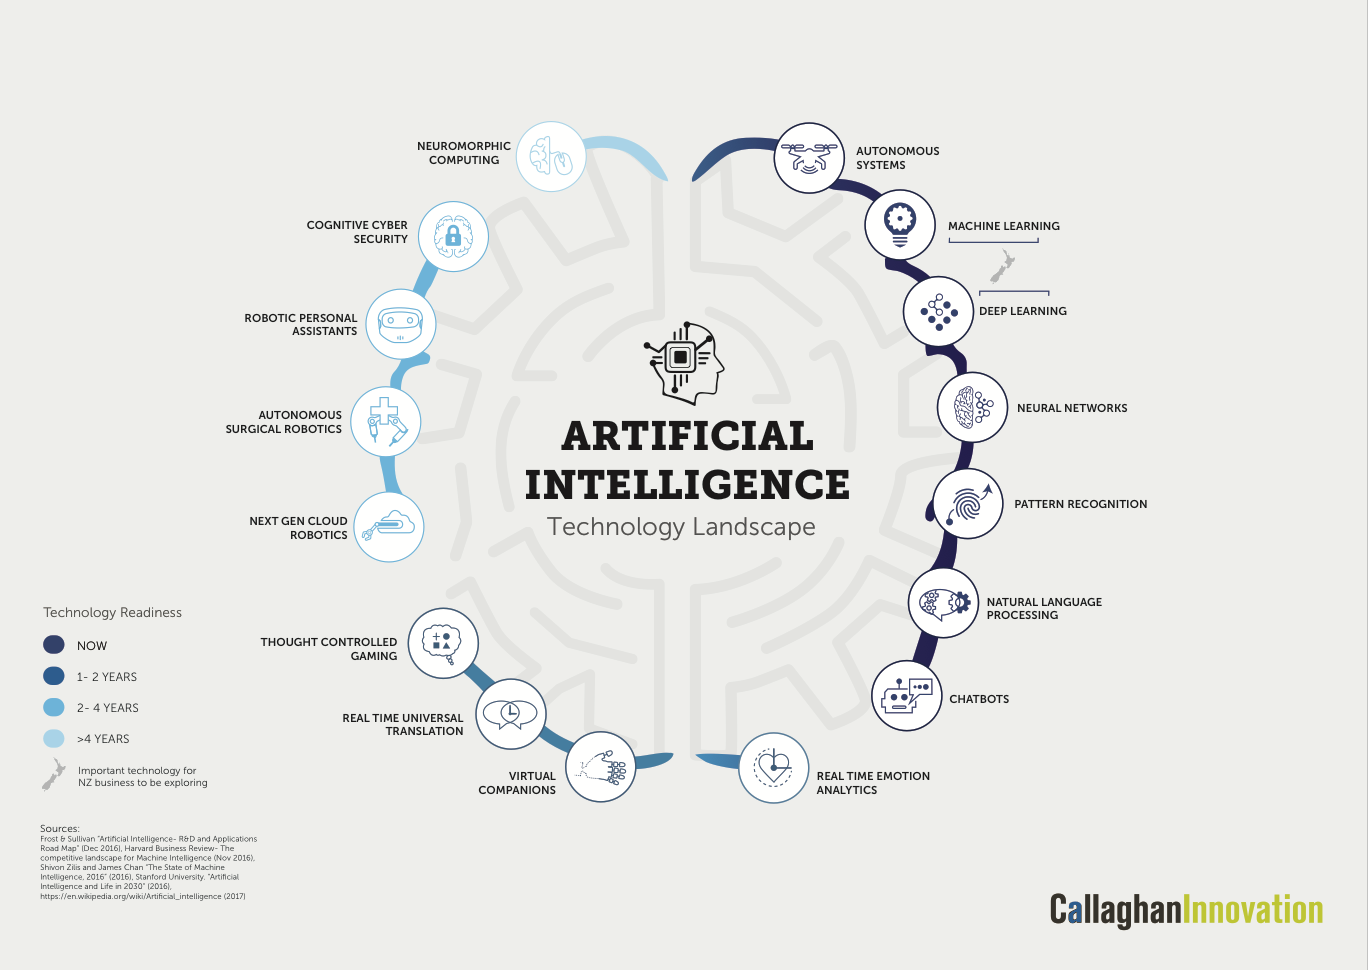 NEUROMORPHIC
COMPUTING
AUTONOMOUS
SYSTEMS
COGNITIVE CYBER
SECURITY
MACHINE LEARNING
ROBOTIC PERSONAL
ASSISTANTS
DEEP LEARNING
AUTONOMOUS
SURGICAL ROBOTICS
NEURAL NETWORKS
ARTIFICIAL
INTELLIGENCE
Technology Landscape
NEXT GEN CLOUD
ROBOTICS
PATTERN RECOGNITION
NATURAL LANGUAGE
PROCESSING
THOUGHT CONTROLLED
GAMING
CHATBOTS
REAL TIME UNIVERSAL
TRANSLATION
VIRTUAL
COMPANIONS
REAL TIME EMOTION
ANALYTICS
Technology Readiness
NOW
1- 2 YEARS
2- 4 YEARS
>4 YEARS
Important technology for
NZ business to be exploring
Sources:
Frost & Sullivan "Artificial Intelligence- R&D and Applications
Road Map" (Dec 2016), Harvard Business Review- The
competitive landscape for Machine Intelligence (Nov 2016),
Shivon Zilis and James Chan "The State of Machine
Intelligence, 2016" (2016), Stanford University. "Artificial
Intelligence and Life in 2030" (2016),
https://en.wikipedia.org/wiki/Artificial_intelligence (2017)
CallaghanInnovation